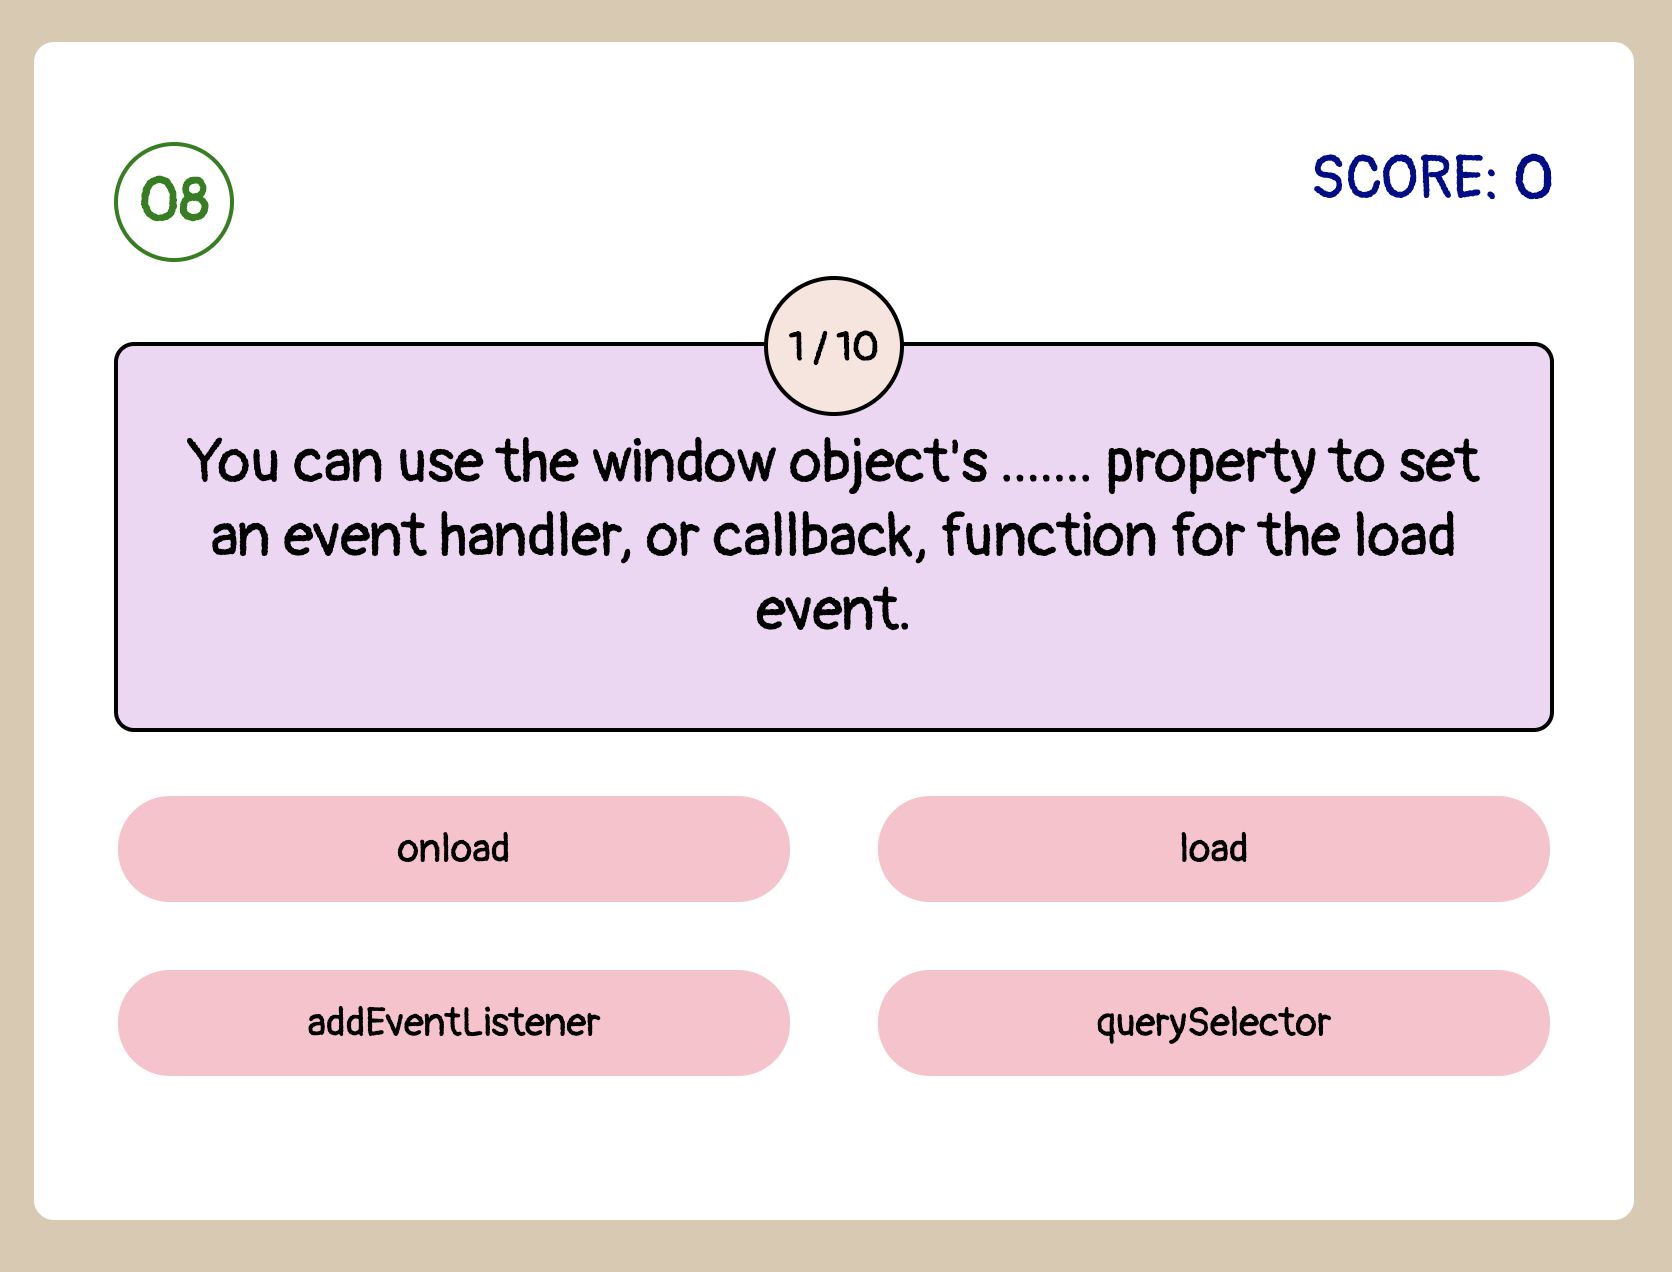 08
SCORE: 0
1 / 10
You can use the window object's ....... property to set
an event handler, or callback, function for the load
event.
onload
load
addEventListener
querySelector